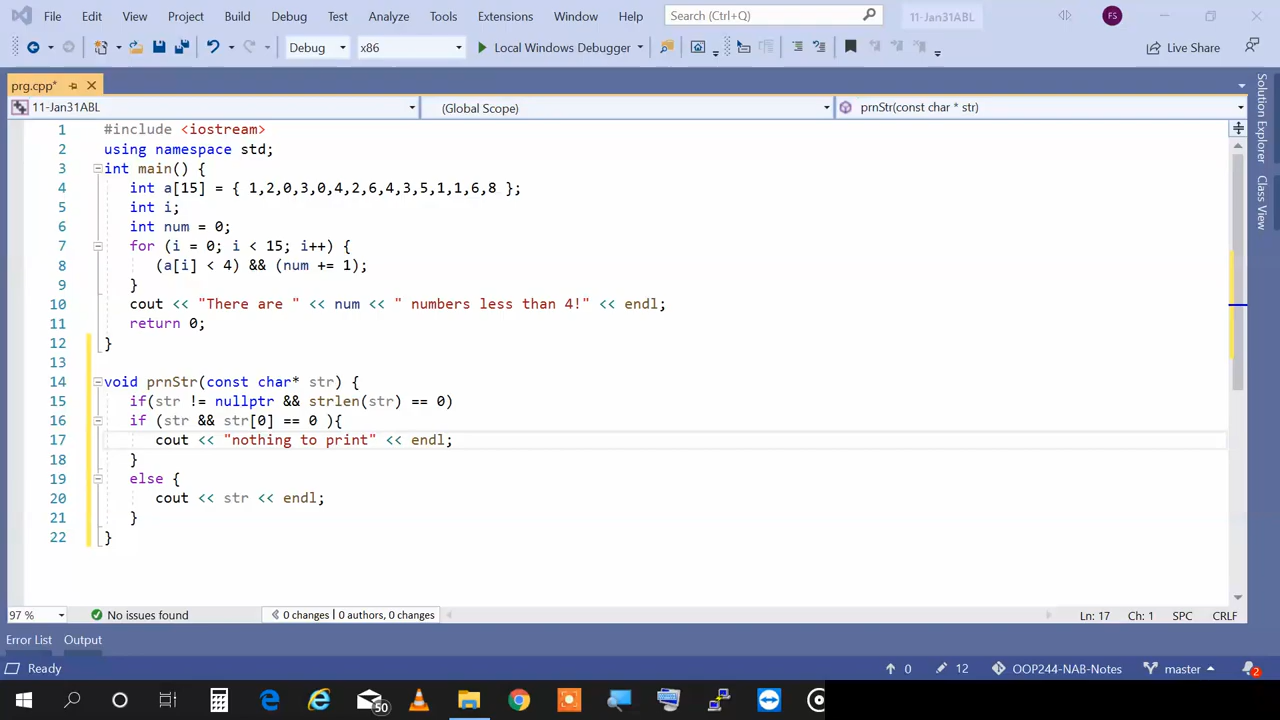 File Edit View Project Build Debug Test Analyze Tools Extensions Window Help Search (Ctrl+Q) 11-Jan31ABL FS
Debug x86 Local Windows Debugger Live Share
prg.cpp*
11-Jan31ABL (Global Scope) prnStr(const char * str)
1 #include <iostream>
2 using namespace std;
3 int main() {
4 int a[15] = { 1,2,0,3,0,4,2,6,4,3,5,1,1,6,8 };
5 int i;
6 int num = 0;
7 for (i = 0; i < 15; i++) {
8 (a[i] < 4) && (num += 1);
9 }
10 cout << "There are " << num << " numbers less than 4!" << endl;
11 return 0;
12 }
13
14 void prnStr(const char* str) {
15 if(str != nullptr && strlen(str) == 0)
16 if (str && str[0] == 0 ){
17 cout << "nothing to print" << endl;
18 }
19 else {
20 cout << str << endl;
21 }
22 }
Solution Explorer
Class View
97 % No issues found 0 changes | 0 authors, 0 changes Ln: 17 Ch: 1 SPC CRLF
Error List Output
Ready 0 12 OOP244-NAB-Notes master 2
50